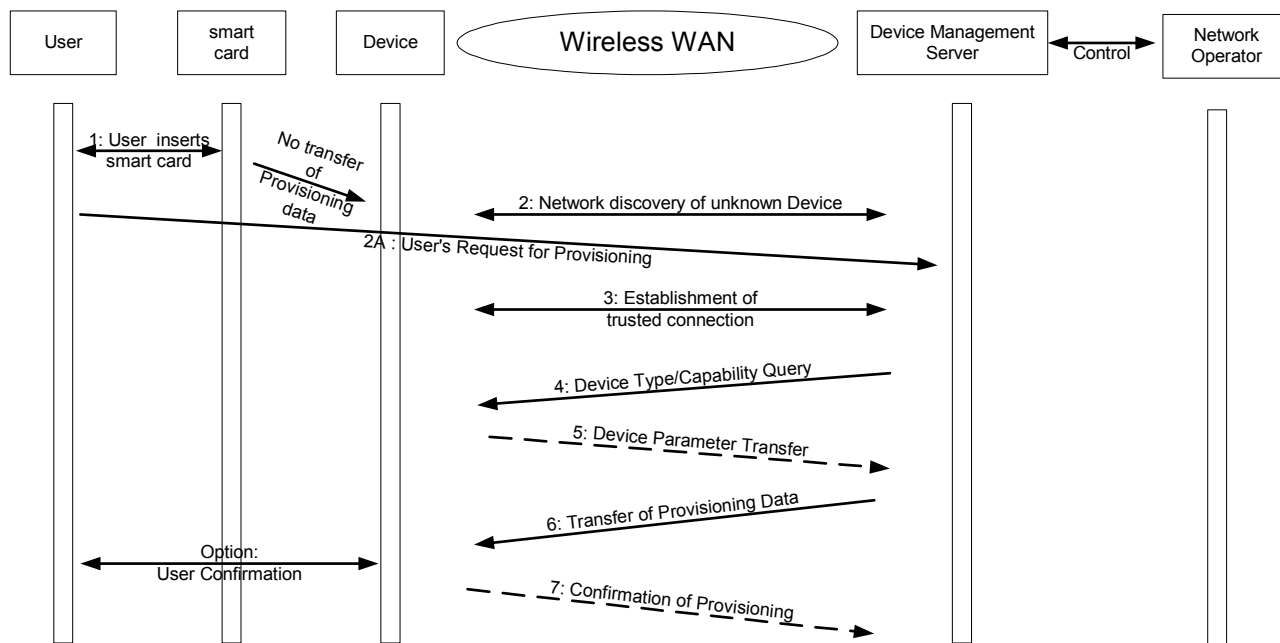 User
smart
card
Device
Wireless WAN
Device Management
Server
Control
Network
Operator
1: User inserts
smart card
No transfer
of
Provisioning
data
2: Network discovery of unknown Device
2A : User's Request for Provisioning
3: Establishment of
trusted connection
4: Device Type/Capability Query
5: Device Parameter Transfer
6: Transfer of Provisioning Data
Option:
User Confirmation
7: Confirmation of Provisioning